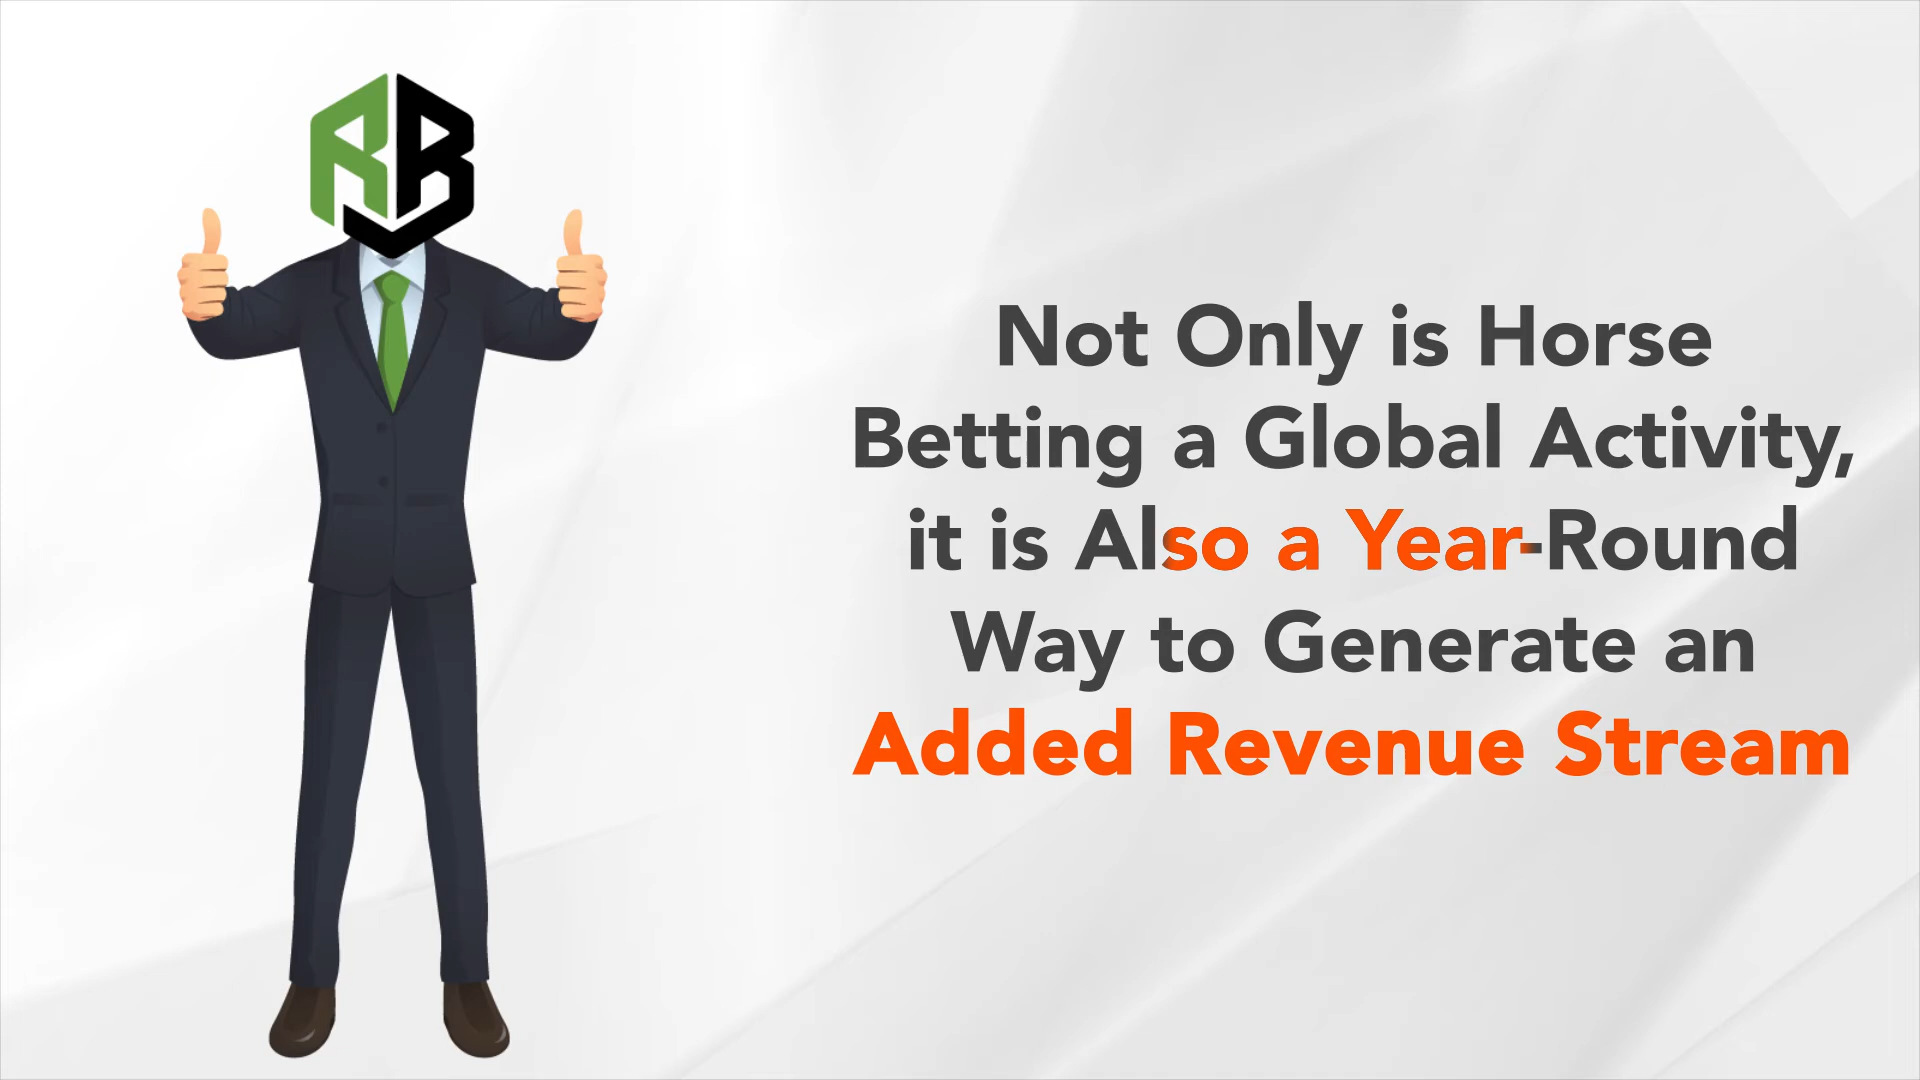 RB
Not Only is Horse
Betting a Global Activity,
it is Also a Year-Round
Way to Generate an
Added Revenue Stream